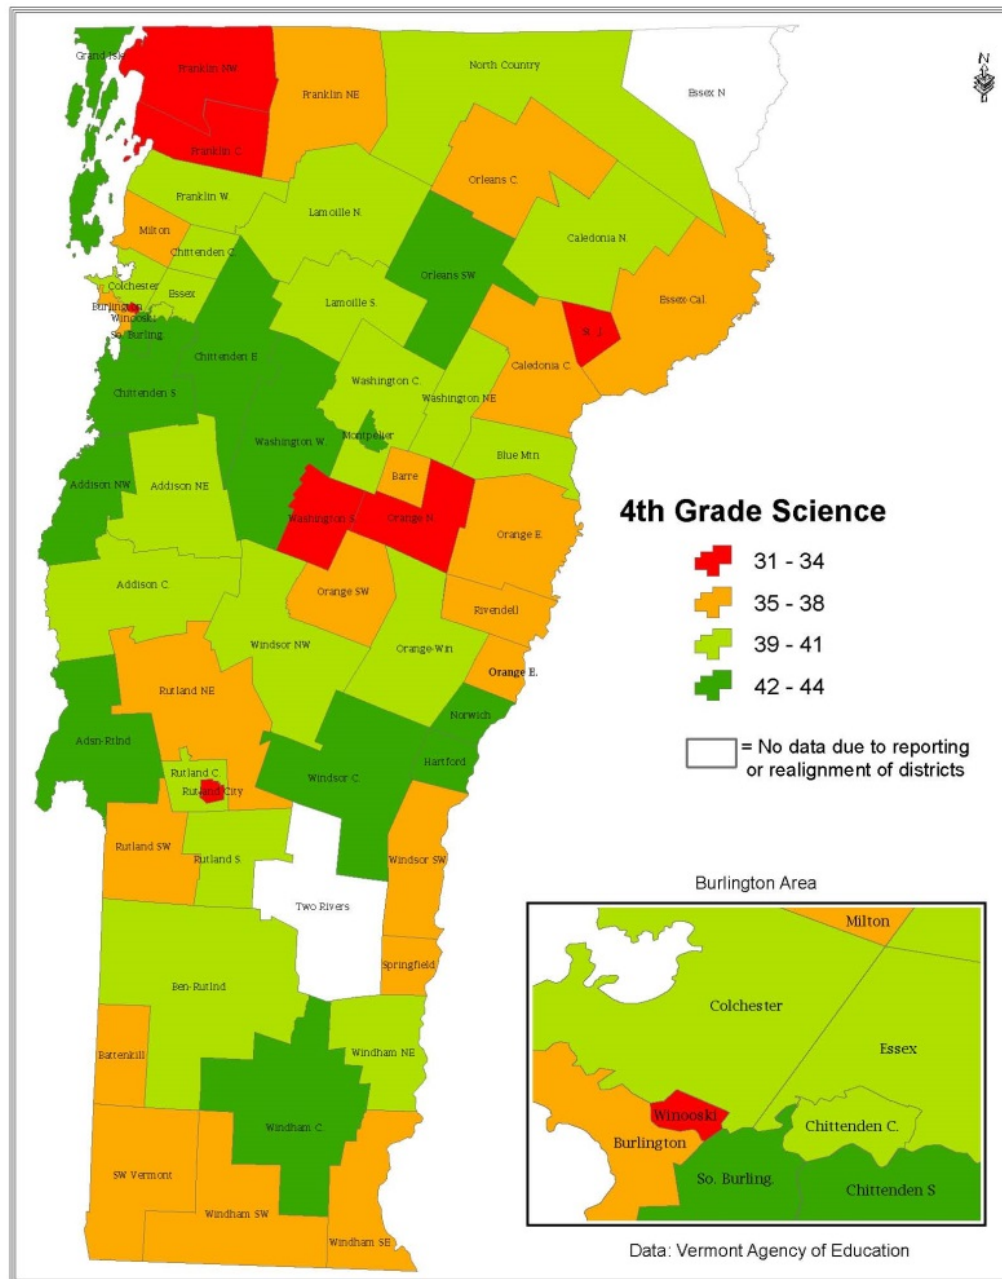 N
Grand Isle
Franklin NW
Franklin NE
North Country
Essex N
Franklin C.
Orleans C.
Franklin W.
Lamoille N.
Milton
Chittenden C.
Caledonia N.
Orleans SW
Colchester
Essex
Essex-Cal.
Burlington
Winooski
So. Burling.
Lamoille S.
St. J.
Chittenden E.
Caledonia C.
Washington C.
Chittenden S.
Washington NE
Montpelier
Washington W.
Blue Mtn
Addison NW
Addison NE
Barre
Washington S.
Orange N.
Orange E.
4th Grade Science
31 - 34
35 - 38
39 - 41
42 - 44
= No data due to reporting
or realignment of districts
Addison C.
Orange SW
Rivendell
Windsor NW
Orange-Win
Orange E.
Rutland NE
Norwich
Adsn-Rtlnd
Hartford
Rutland C.
Windsor C.
Rutland City
Rutland SW
Rutland S.
Windsor SW
Two Rivers
Springfield
Ben-Rutlnd
Battenkill
Windham NE
Windham C.
SW Vermont
Windham SW
Windham SE
Burlington Area
Milton
Colchester
Essex
Winooski
Chittenden C.
Burlington
So. Burling.
Chittenden S
Data: Vermont Agency of Education